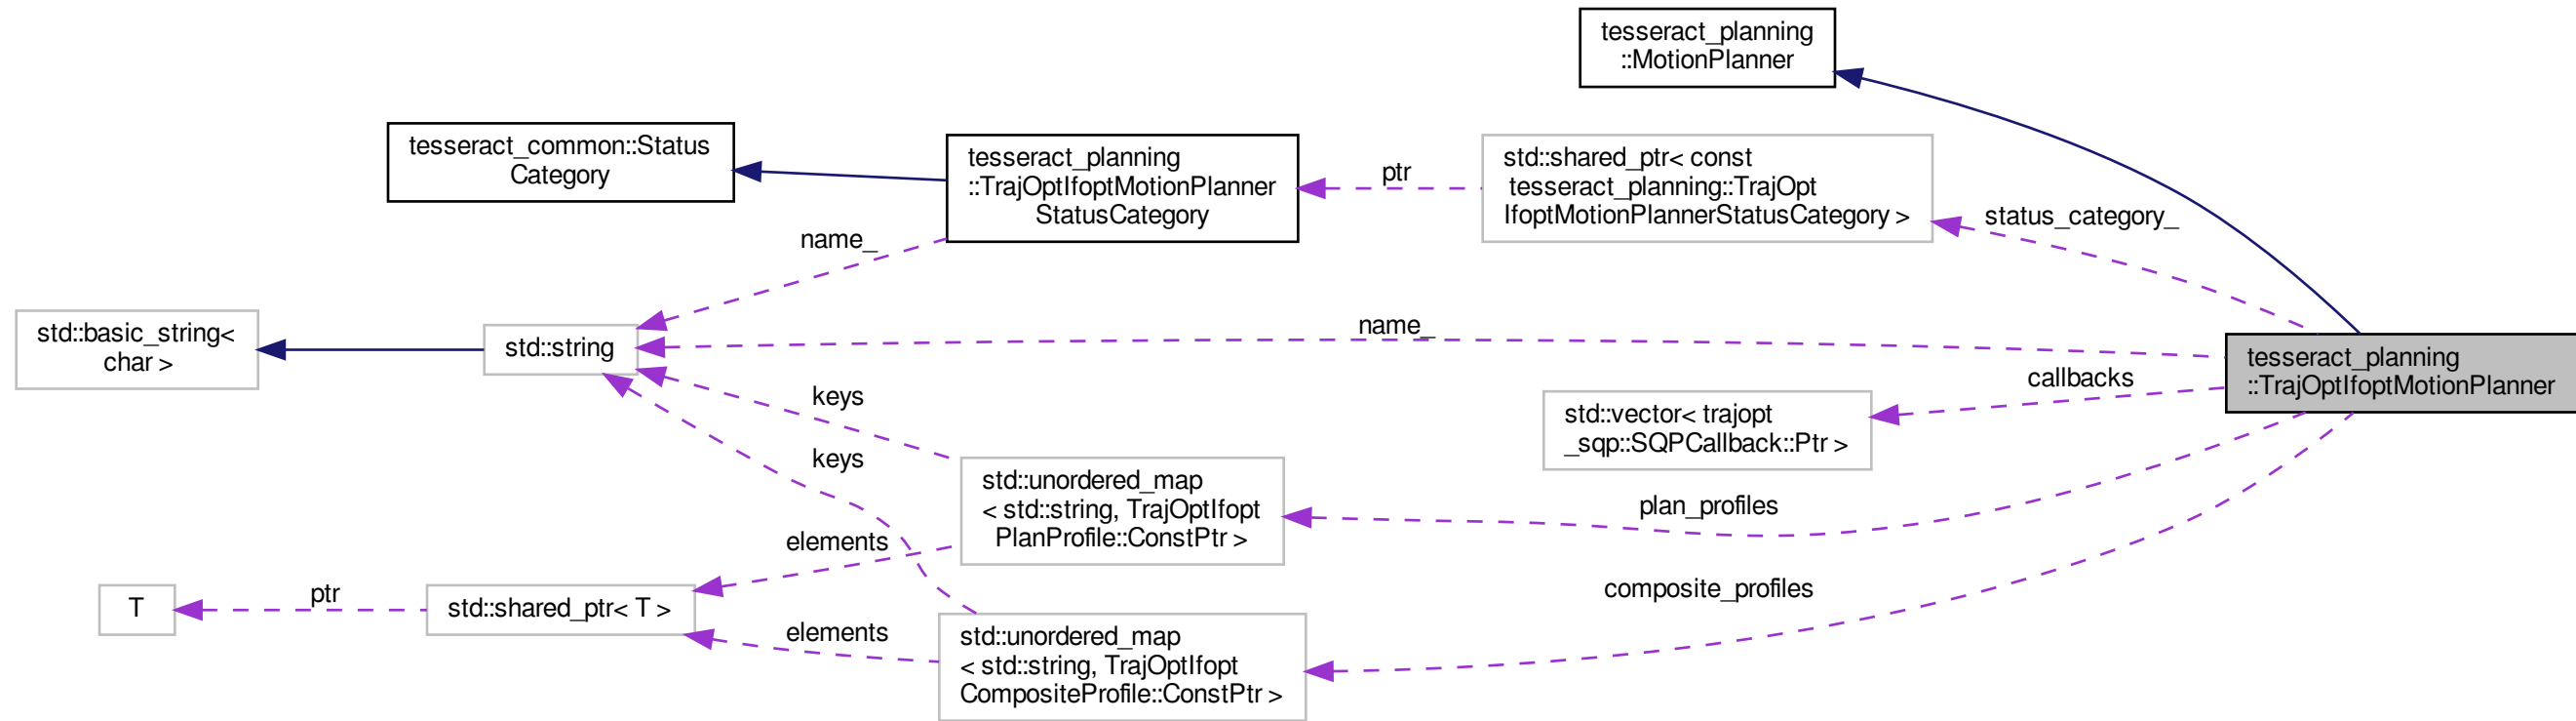 tesseract_planning
::MotionPlanner
tesseract_common::Status
Category
tesseract_planning
::TrajOptIfoptMotionPlanner
StatusCategory
ptr
std::shared_ptr< const
tesseract_planning::TrajOpt
IfoptMotionPlannerStatusCategory >
status_category_
name_
std::basic_string<
char >
std::string
name_
tesseract_planning
::TrajOptIfoptMotionPlanner
callbacks
std::vector< trajopt
_sqp::SQPCallback::Ptr >
keys
keys
std::unordered_map
< std::string, TrajOptIfopt
PlanProfile::ConstPtr >
plan_profiles
elements
T
ptr
std::shared_ptr< T >
elements
std::unordered_map
< std::string, TrajOptIfopt
CompositeProfile::ConstPtr >
composite_profiles